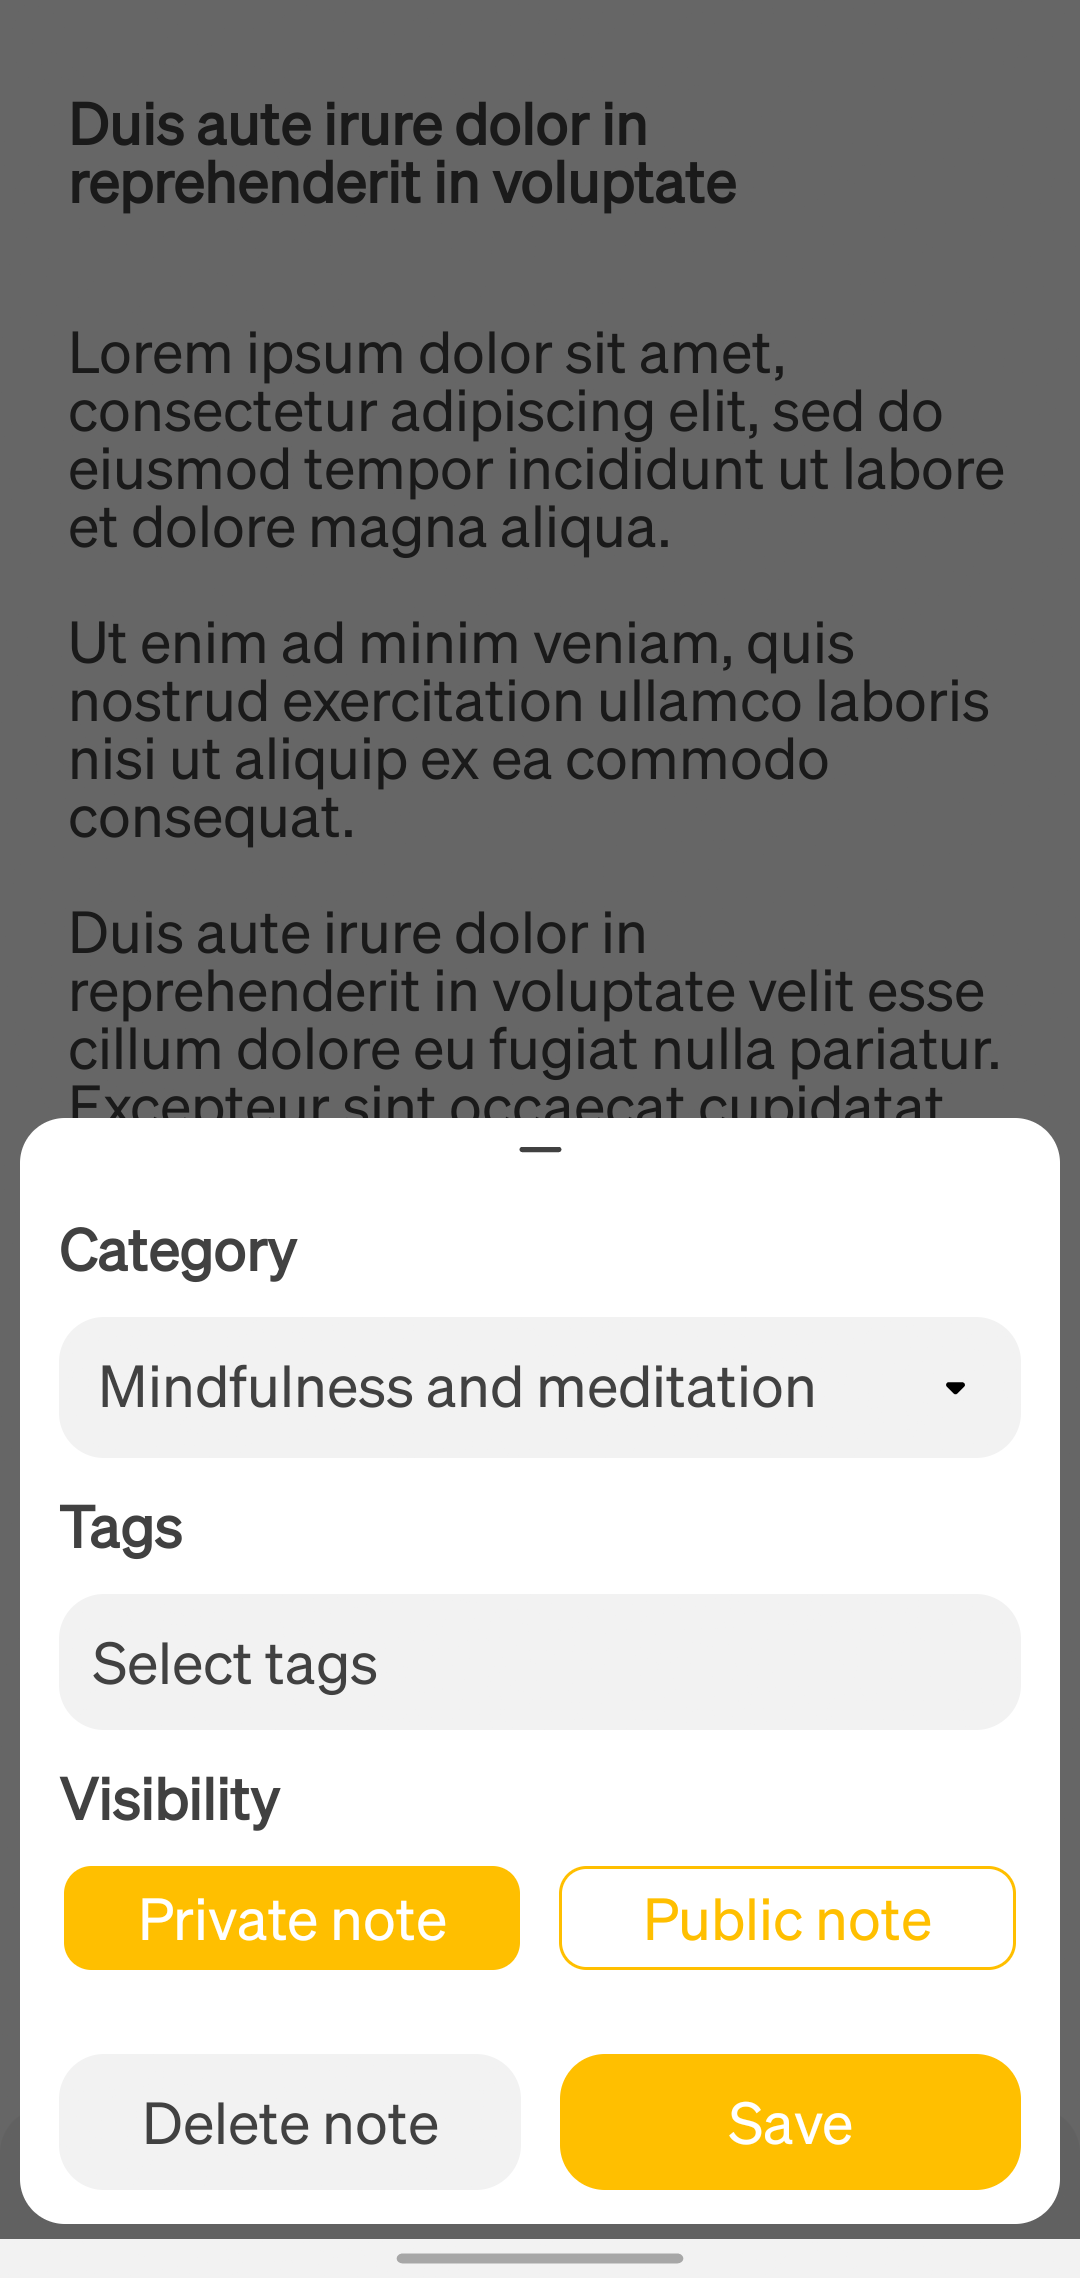 Duis aute irure dolor in
reprehenderit in voluptate
Lorem ipsum dolor sit amet,
consectetur adipiscing elit, sed do
eiusmod tempor incididunt ut labore
et dolore magna aliqua.
Ut enim ad minim veniam, quis
nostrud exercitation ullamco laboris
nisi ut aliquip ex ea commodo
consequat.
Duis aute irure dolor in
reprehenderit in voluptate velit esse
cillum dolore eu fugiat nulla pariatur.
Excepteur sint occaecat cupidatat
Category
Mindfulness and meditation
Tags
Select tags
Visibility
Private note
Public note
Delete note
Save